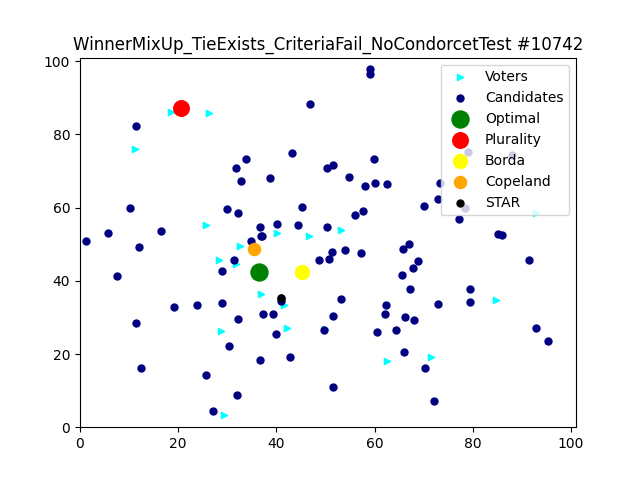 WinnerMixUp_TieExists_CriteriaFail_NoCondorcetTest #10742
100
80
60
40
20
0
0 20 40 60 80 100
Voters
Candidates
Optimal
Plurality
Borda
Copeland
STAR